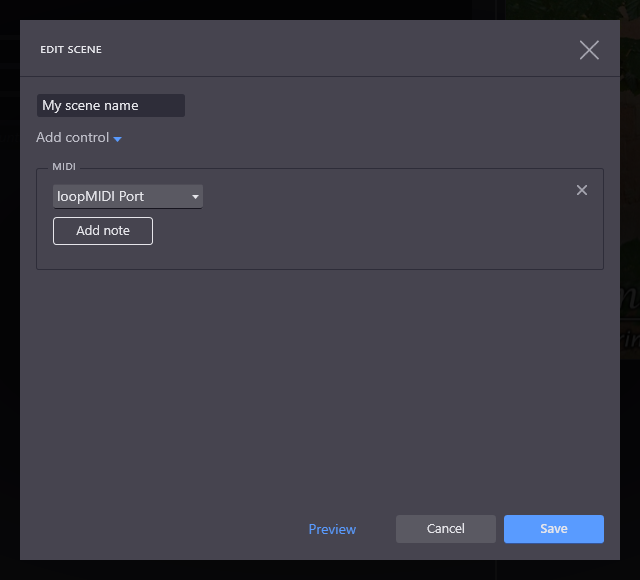 EDIT SCENE
My scene name
Add control
MIDI
loopMIDI Port
Add note
Preview
Cancel
Save